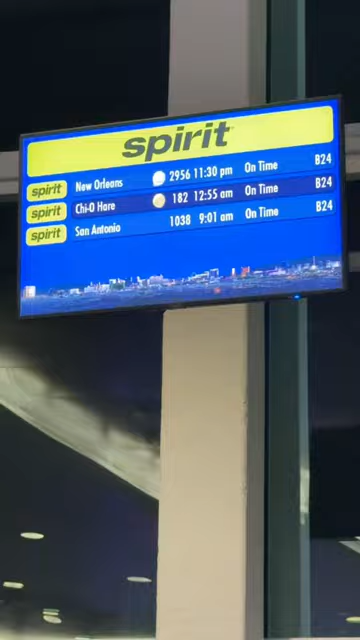 spirit
spirit New Orleans 2956 11:30 pm On Time B24
spirit Chi-O Hare 182 12:55 am On Time B24
spirit San Antonio 1038 9:01 am On Time B24